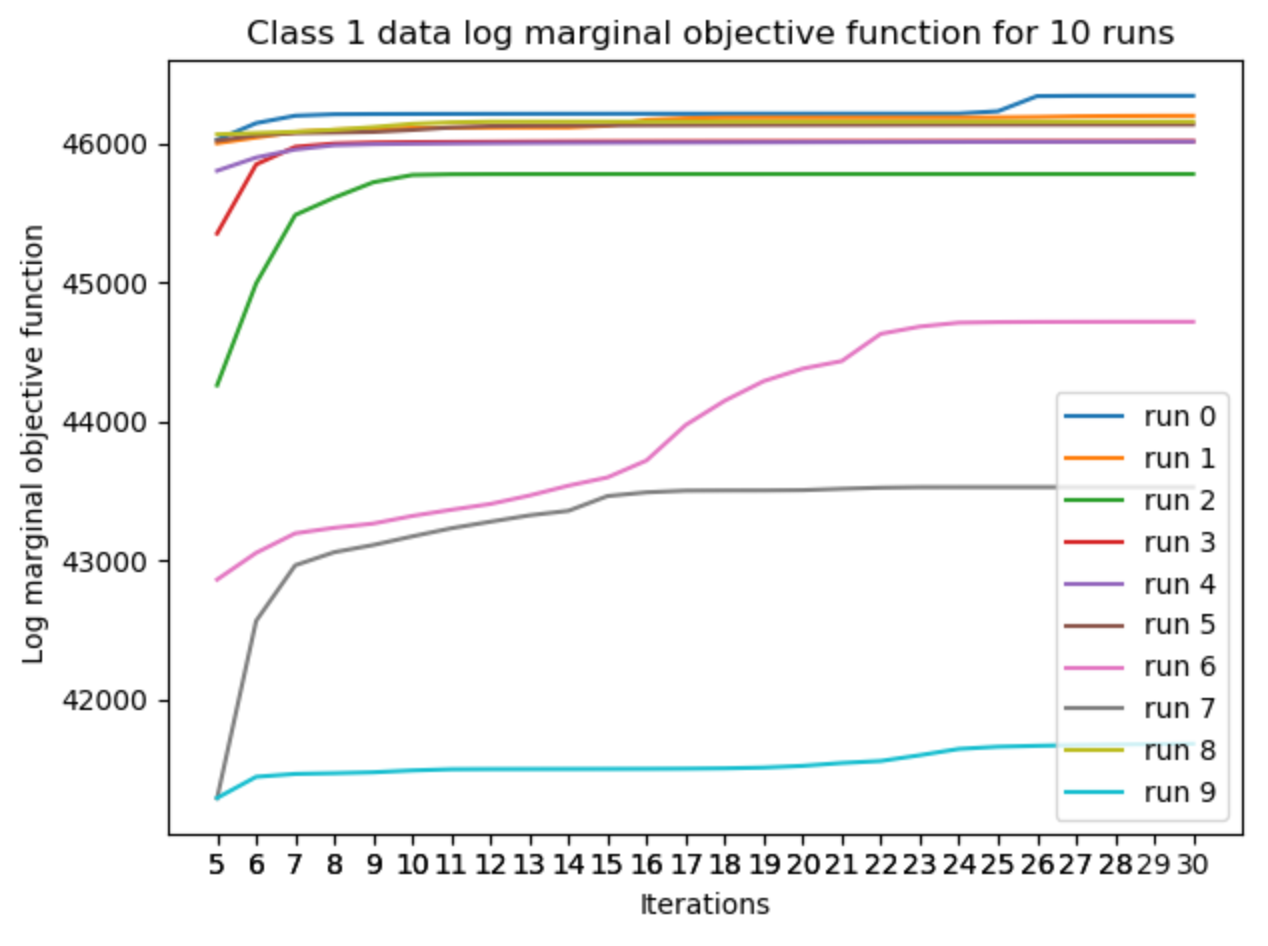 Class 1 data log marginal objective function for 10 runs
Log marginal objective function
46000
45000
44000
43000
42000
run 0
run 1
run 2
run 3
run 4
run 5
run 6
run 7
run 8
run 9
5 6 7 8 9 10 11 12 13 14 15 16 17 18 19 20 21 22 23 24 25 26 27 28 29 30
Iterations